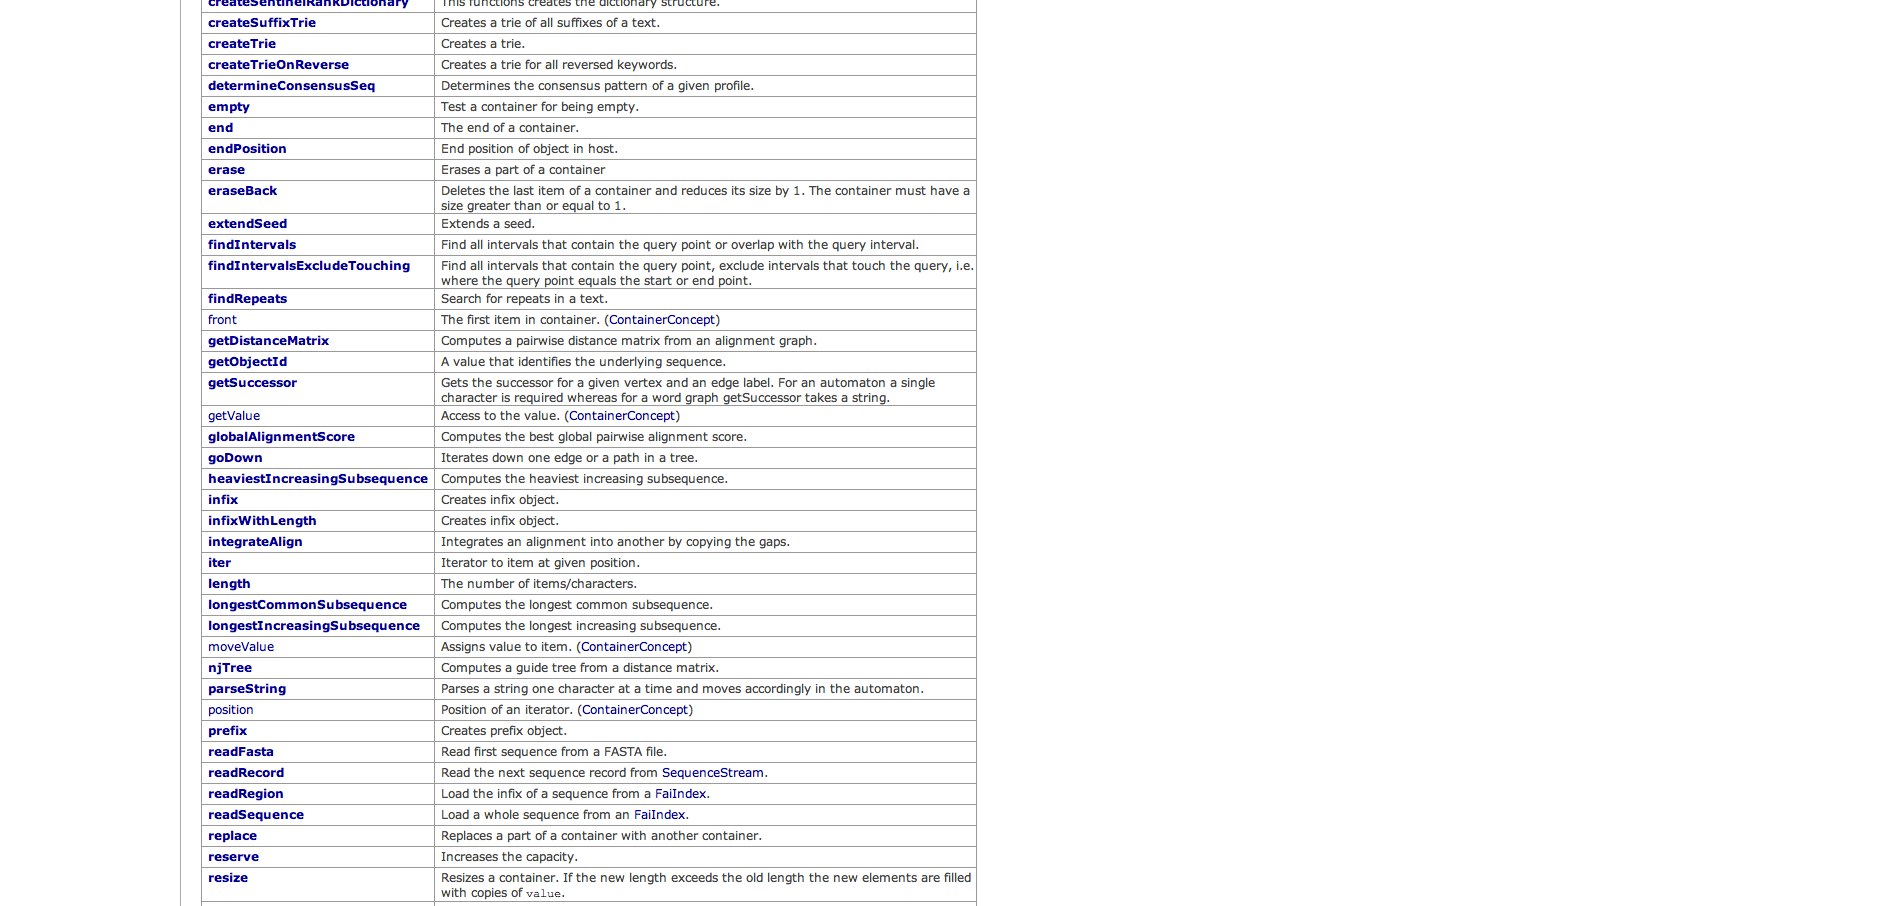 createSentinelRankDictionary This functions creates the dictionary structure.
createSuffixTrie Creates a trie of all suffixes of a text.
createTrie Creates a trie.
createTrieOnReverse Creates a trie for all reversed keywords.
determineConsensusSeq Determines the consensus pattern of a given profile.
empty Test a container for being empty.
end The end of a container.
endPosition End position of object in host.
erase Erases a part of a container
eraseBack Deletes the last item of a container and reduces its size by 1. The container must have a
size greater than or equal to 1.
extendSeed Extends a seed.
findIntervals Find all intervals that contain the query point or overlap with the query interval.
findIntervalsExcludeTouching Find all intervals that contain the query point, exclude intervals that touch the query, i.e.
where the query point equals the start or end point.
findRepeats Search for repeats in a text.
front The first item in container. (ContainerConcept)
getDistanceMatrix Computes a pairwise distance matrix from an alignment graph.
getObjectId A value that identifies the underlying sequence.
getSuccessor Gets the successor for a given vertex and an edge label. For an automaton a single
character is required whereas for a word graph getSuccessor takes a string.
getValue Access to the value. (ContainerConcept)
globalAlignmentScore Computes the best global pairwise alignment score.
goDown Iterates down one edge or a path in a tree.
heaviestIncreasingSubsequence Computes the heaviest increasing subsequence.
infix Creates infix object.
infixWithLength Creates infix object.
integrateAlign Integrates an alignment into another by copying the gaps.
iter Iterator to item at given position.
length The number of items/characters.
longestCommonSubsequence Computes the longest common subsequence.
longestIncreasingSubsequence Computes the longest increasing subsequence.
moveValue Assigns value to item. (ContainerConcept)
njTree Computes a guide tree from a distance matrix.
parseString Parses a string one character at a time and moves accordingly in the automaton.
position Position of an iterator. (ContainerConcept)
prefix Creates prefix object.
readFasta Read first sequence from a FASTA file.
readRecord Read the next sequence record from SequenceStream.
readRegion Load the infix of a sequence from a FaiIndex.
readSequence Load a whole sequence from an FaiIndex.
replace Replaces a part of a container with another container.
reserve Increases the capacity.
resize Resizes a container. If the new length exceeds the old length the new elements are filled
with copies of value.